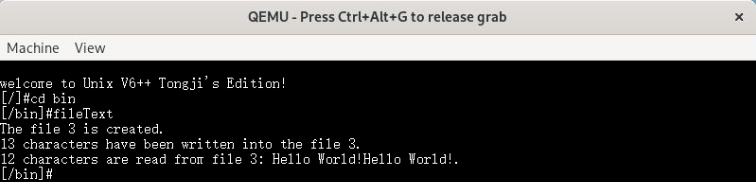 QEMU - Press Ctrl+Alt+G to release grab
Machine View
welcome to Unix V6++ Tongji's Edition!
[/]#cd bin
[/bin]#fileText
The file 3 is created.
13 characters have been written into the file 3.
12 characters are read from file 3: Hello World!Hello World!.
[/bin]#